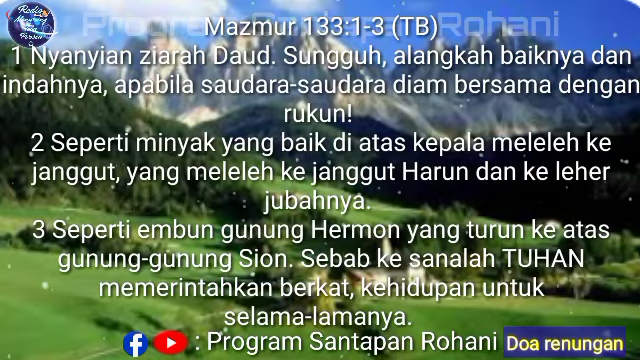 Program Santapan Rohani
Mazmur 133:1-3 (TB)
1 Nyanyian ziarah Daud. Sungguh, alangkah baiknya dan
indahnya, apabila saudara-saudara diam bersama dengan
rukun!
2 Seperti minyak yang baik di atas kepala meleleh ke
janggut, yang meleleh ke janggut Harun dan ke leher
jubahnya.
3 Seperti embun gunung Hermon yang turun ke atas
gunung-gunung Sion. Sebab ke sanalah TUHAN
memerintahkan berkat, kehidupan untuk
selama-lamanya.
: Program Santapan Rohani Doa renungan